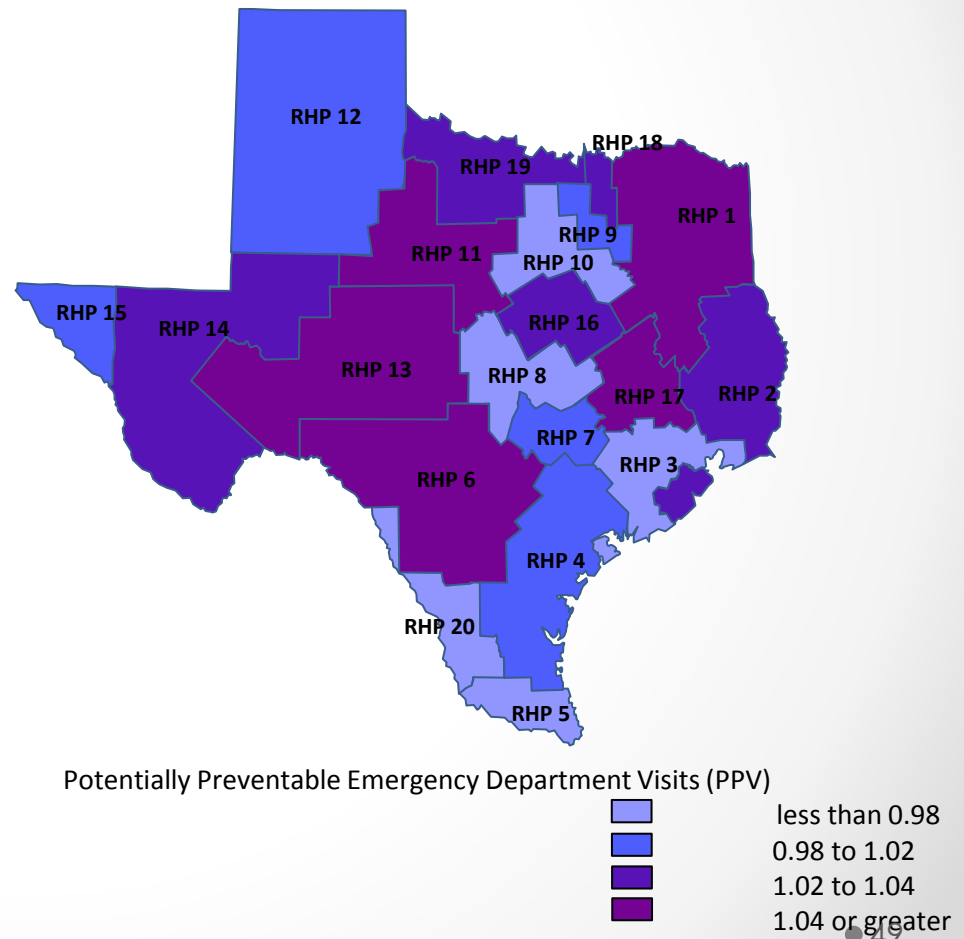 RHP 18
RHP 12
RHP 19
RHP 1
RHP 9
RHP 11
RHP 10
RHP 15
RHP 14
RHP 16
RHP 13
RHP 8
RHP 2
RHP 17
RHP 7
RHP 3
RHP 6
RHP 4
RHP 20
RHP 5
Potentially Preventable Emergency Department Visits (PPV)
less than 0.98
0.98 to 1.02
1.02 to 1.04
1.04 or greater
49